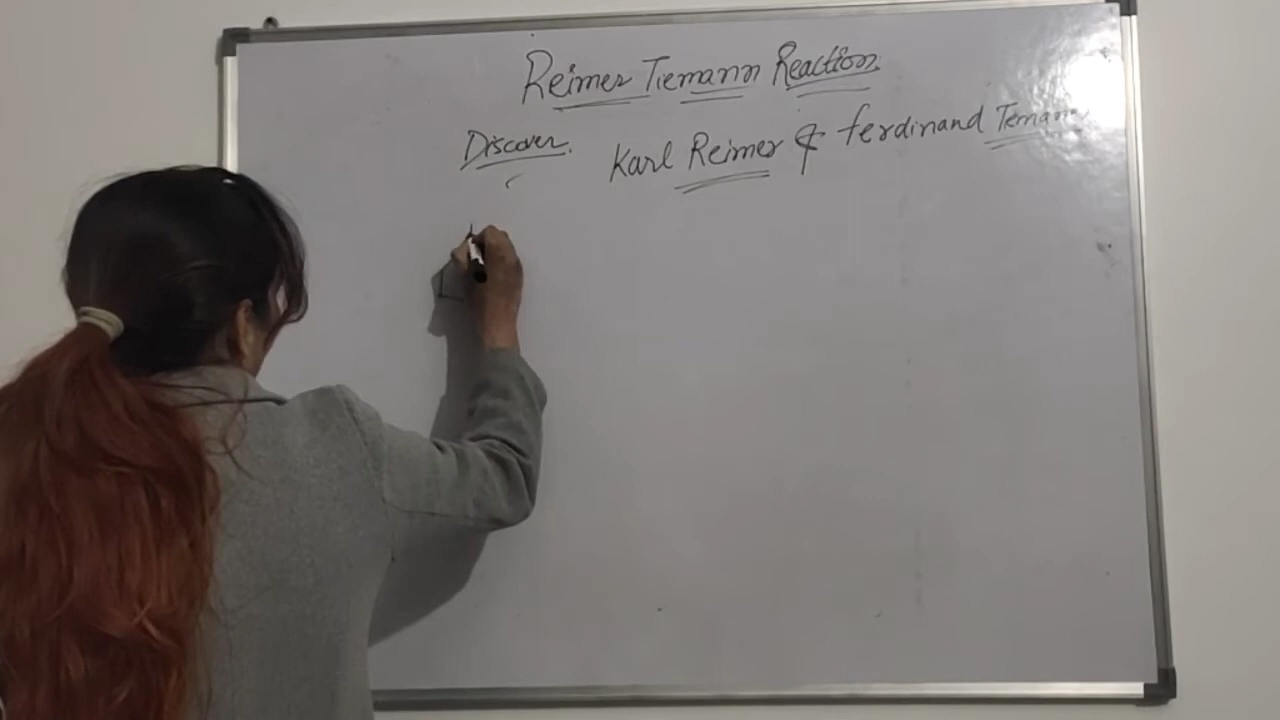 Reimer Tiemann Reaction.
Discover. Karl Reimer & ferdinand Temann